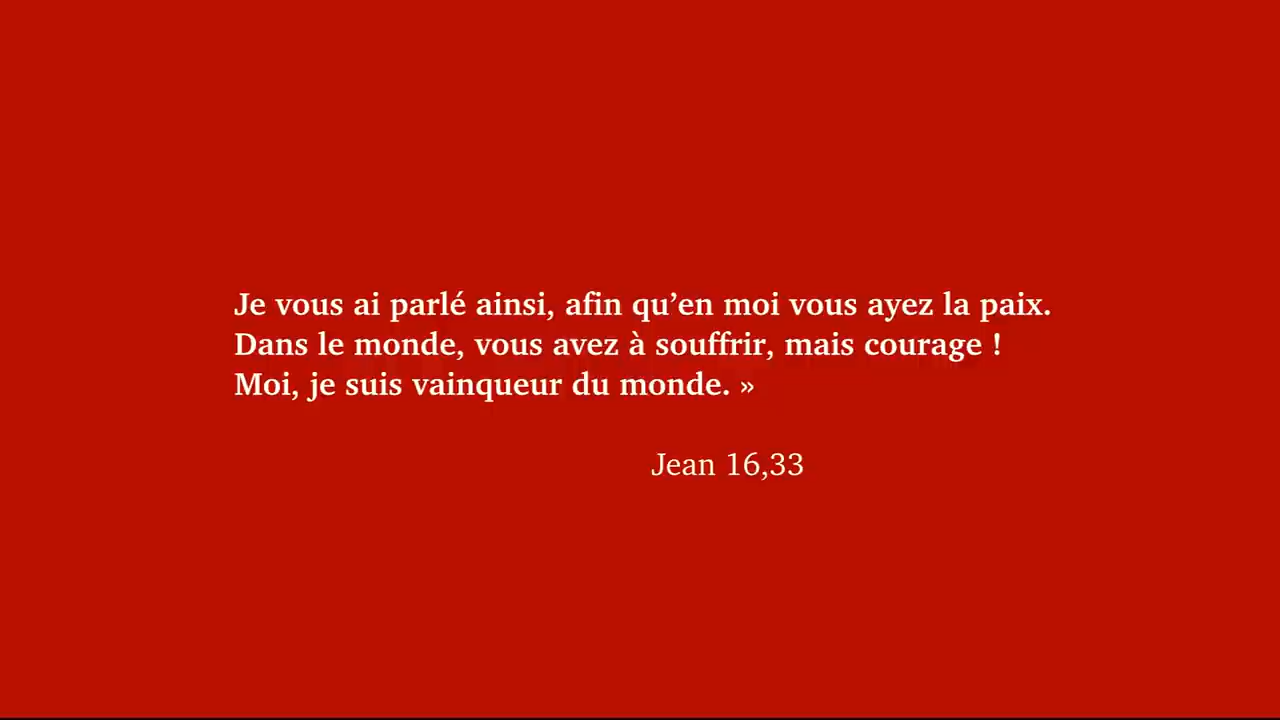 Je vous ai parlé ainsi, afin qu’en moi vous ayez la paix.
Dans le monde, vous avez à souffrir, mais courage !
Moi, je suis vainqueur du monde. »
Jean 16,33